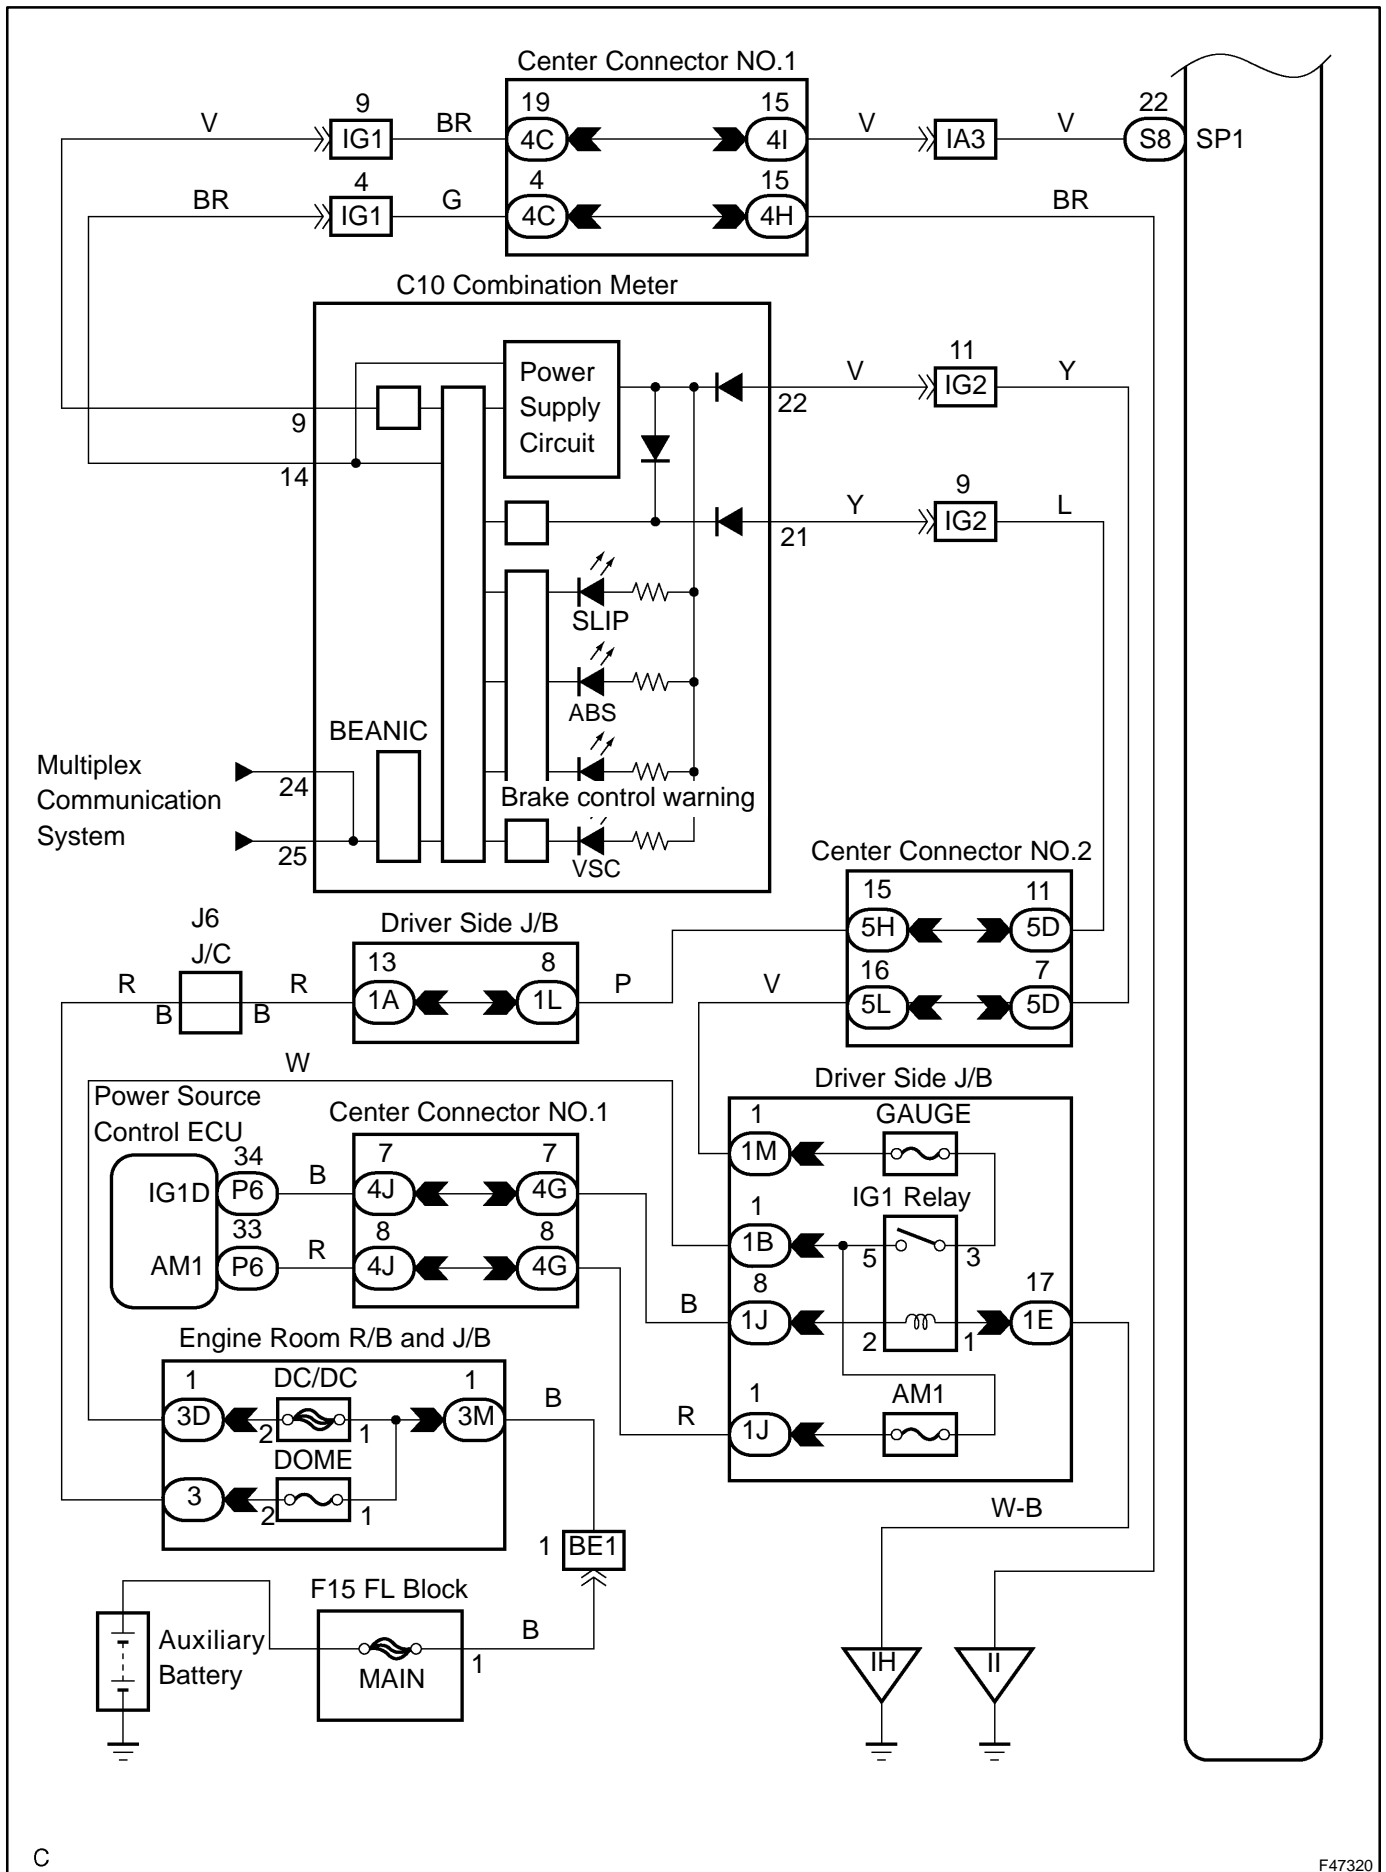 Center Connector NO.1
9 19 15 22
V IG1 BR 4C 4I V IA3 V S8 SP1
4 4 15
BR IG1 G 4C 4H BR
C10 Combination Meter
Power
Supply
Circuit
11
V IG2 Y
9 22
14
9
Y IG2 L
21
SLIP
ABS
BEANIC
Multiplex
Communication
System
24
Brake control warning
25
VSC
Center Connector NO.2
J6
J/C
Driver Side J/B
15 11
5H 5D
13 8
R R 1A 1L P
B B
16 7
V 5L 5D
W
Power Source
Control ECU
Center Connector NO.1
Driver Side J/B
1 GAUGE
1M
34 7 7
IG1D P6 B 4J 4G
33 8 8
AM1 P6 R 4J 4G
1 IG1 Relay
1B 5 3
8 17
B 1J 2 1 1E
Engine Room R/B and J/B
1 DC/DC 1
3D 2 1 3M B
DOME
3 2 1
1 AM1
R 1J
W-B
1 BE1
F15 FL Block
B
1
MAIN
Auxiliary
Battery
IH II
C
F47320